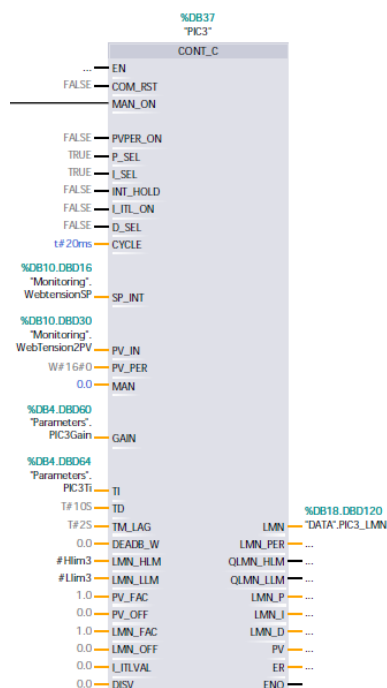 %DB37
"PIC3"
CONT_C
... EN
FALSE COM_RST
MAN_ON
FALSE PVPER_ON
TRUE P_SEL
TRUE I_SEL
FALSE INT_HOLD
FALSE I_ITL_ON
FALSE D_SEL
t#20ms CYCLE
%DB10.DBD16
"Monitoring".
WebtensionSP SP_INT
%DB10.DBD30
"Monitoring".
WebTension2PV PV_IN
W#16#0 PV_PER
0.0 MAN
%DB4.DBD60
"Parameters".
PIC3Gain GAIN
%DB4.DBD64
"Parameters".
PIC3Ti TI
T#10S TD
%DB18.DBD120
T#2S TM_LAG LMN "DATA".PIC3_LMN
0.0 DEADB_W LMN_PER ...
#Hlim3 LMN_HLM QLMN_HLM ...
#Llim3 LMN_LLM QLMN_LLM ...
1.0 PV_FAC LMN_P ...
0.0 PV_OFF LMN_I ...
1.0 LMN_FAC LMN_D ...
0.0 LMN_OFF PV ...
0.0 I_ITLVAL ER ...
0.0 DISV ENO